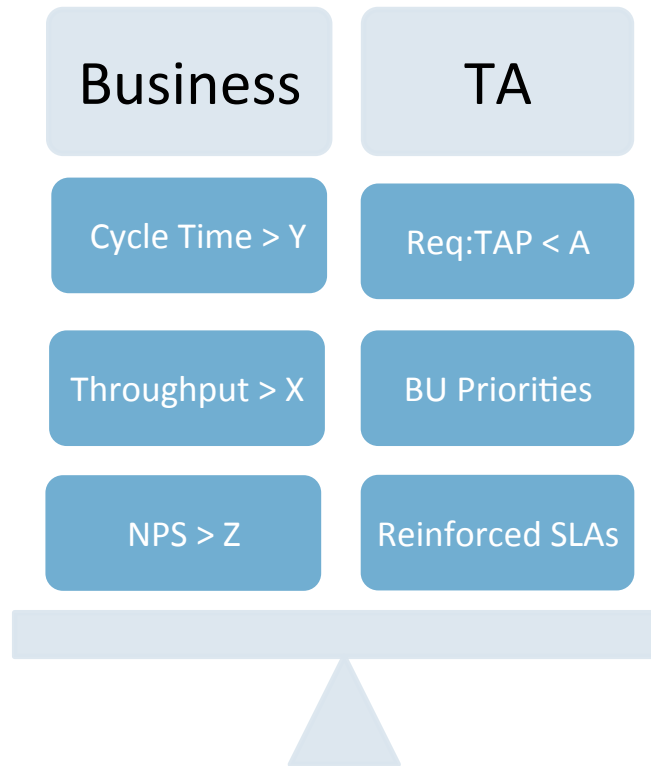 Business
TA
Cycle Time > Y
Req:TAP < A
Throughput > X
BU Priorities
NPS > Z
Reinforced SLAs